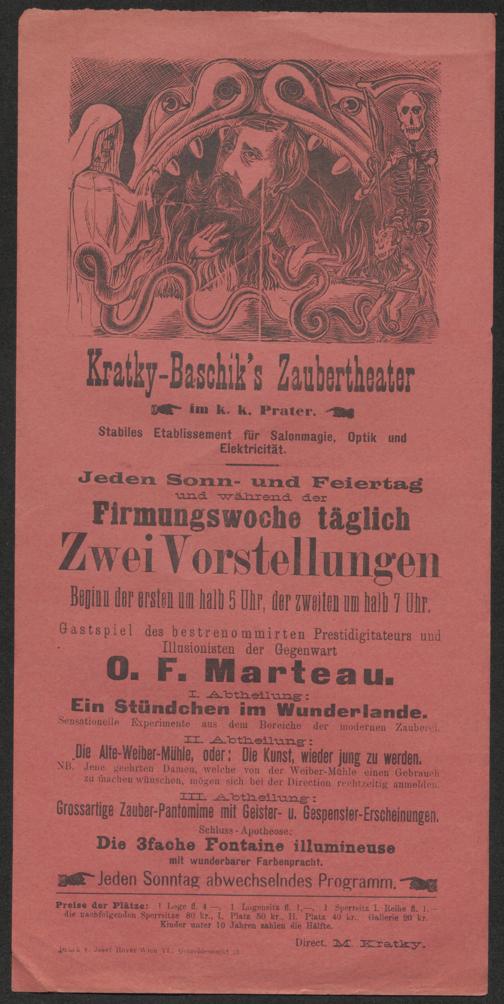 Kratky-Baschik's Zaubertheater
im k. k. Prater.
Stabiles Etablissement für Salonmagie, Optik und
Elektricität.
Jeden Sonn- und Feiertag
und während der
Firmungswoche täglich
Zwei Vorstellungen
Beginn der ersten um halb 5 Uhr, der zweiten um halb 7 Uhr.
Gastspiel des bestrenommirten Prestidigitateurs und
Illusionisten der Gegenwart
O. F. Marteau.
I. Abtheilung:
Ein Stündchen im Wunderlande.
Sensationelle Experimente aus dem Bereiche der modernen Zauberei.
II. Abtheilung:
Die Alte-Weiber-Mühle, oder: Die Kunst, wieder jung zu werden.
NB. Jene geehrten Damen, welche von der Weiber-Mühle einen Gebrauch
zu machen wünschen, mögen sich bei der Direction rechtzeitig anmelden.
III. Abtheilung:
Grossartige Zauber-Pantomime mit Geister- u. Gespenster-Erscheinungen.
Schluss-Apotheose:
Die 3fache Fontaine illumineuse
mit wunderbarer Farbenpracht.
Jeden Sonntag abwechselndes Programm.
Preise der Plätze: 1 Loge fl. 4.—, 1 Logensitz fl. 1.—, 1 Sperrsitz I. Reihe fl. 1.—
die nachfolgenden Sperrsitze 80 kr., I. Platz 50 kr., II. Platz 40 kr. Gallerie 20 kr.
Kinder unter 10 Jahren zahlen die Hälfte.
Direct. M. Kratky.
Druck v. Josef Wien VI.